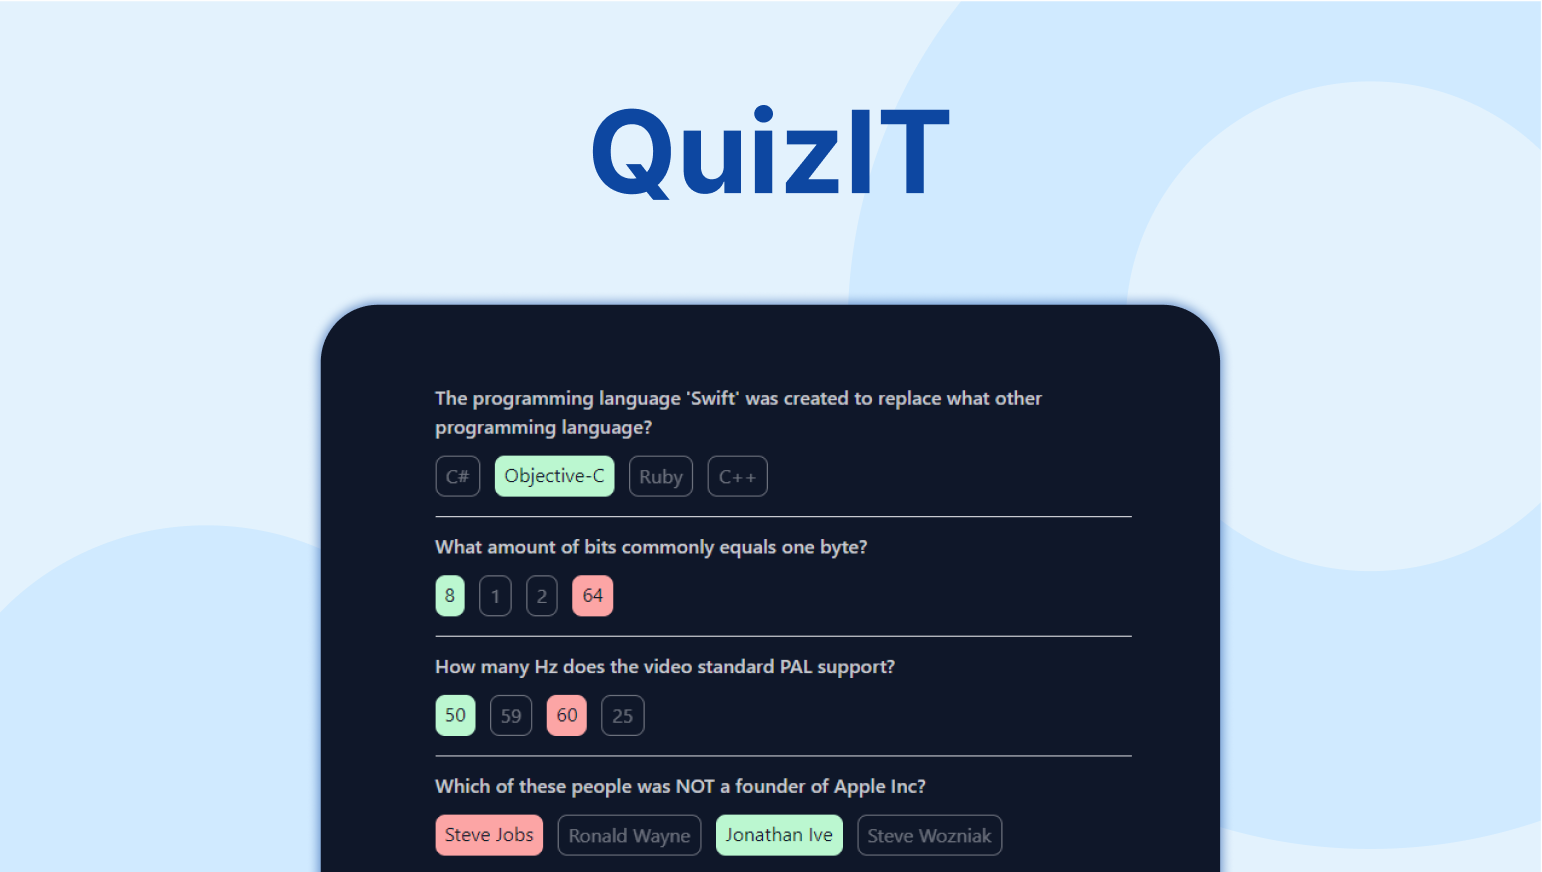 QuizIT
The programming language 'Swift' was created to replace what other
programming language?
C# Objective-C Ruby C++
What amount of bits commonly equals one byte?
8 1 2 64
How many Hz does the video standard PAL support?
50 59 60 25
Which of these people was NOT a founder of Apple Inc?
Steve Jobs Ronald Wayne Jonathan Ive Steve Wozniak